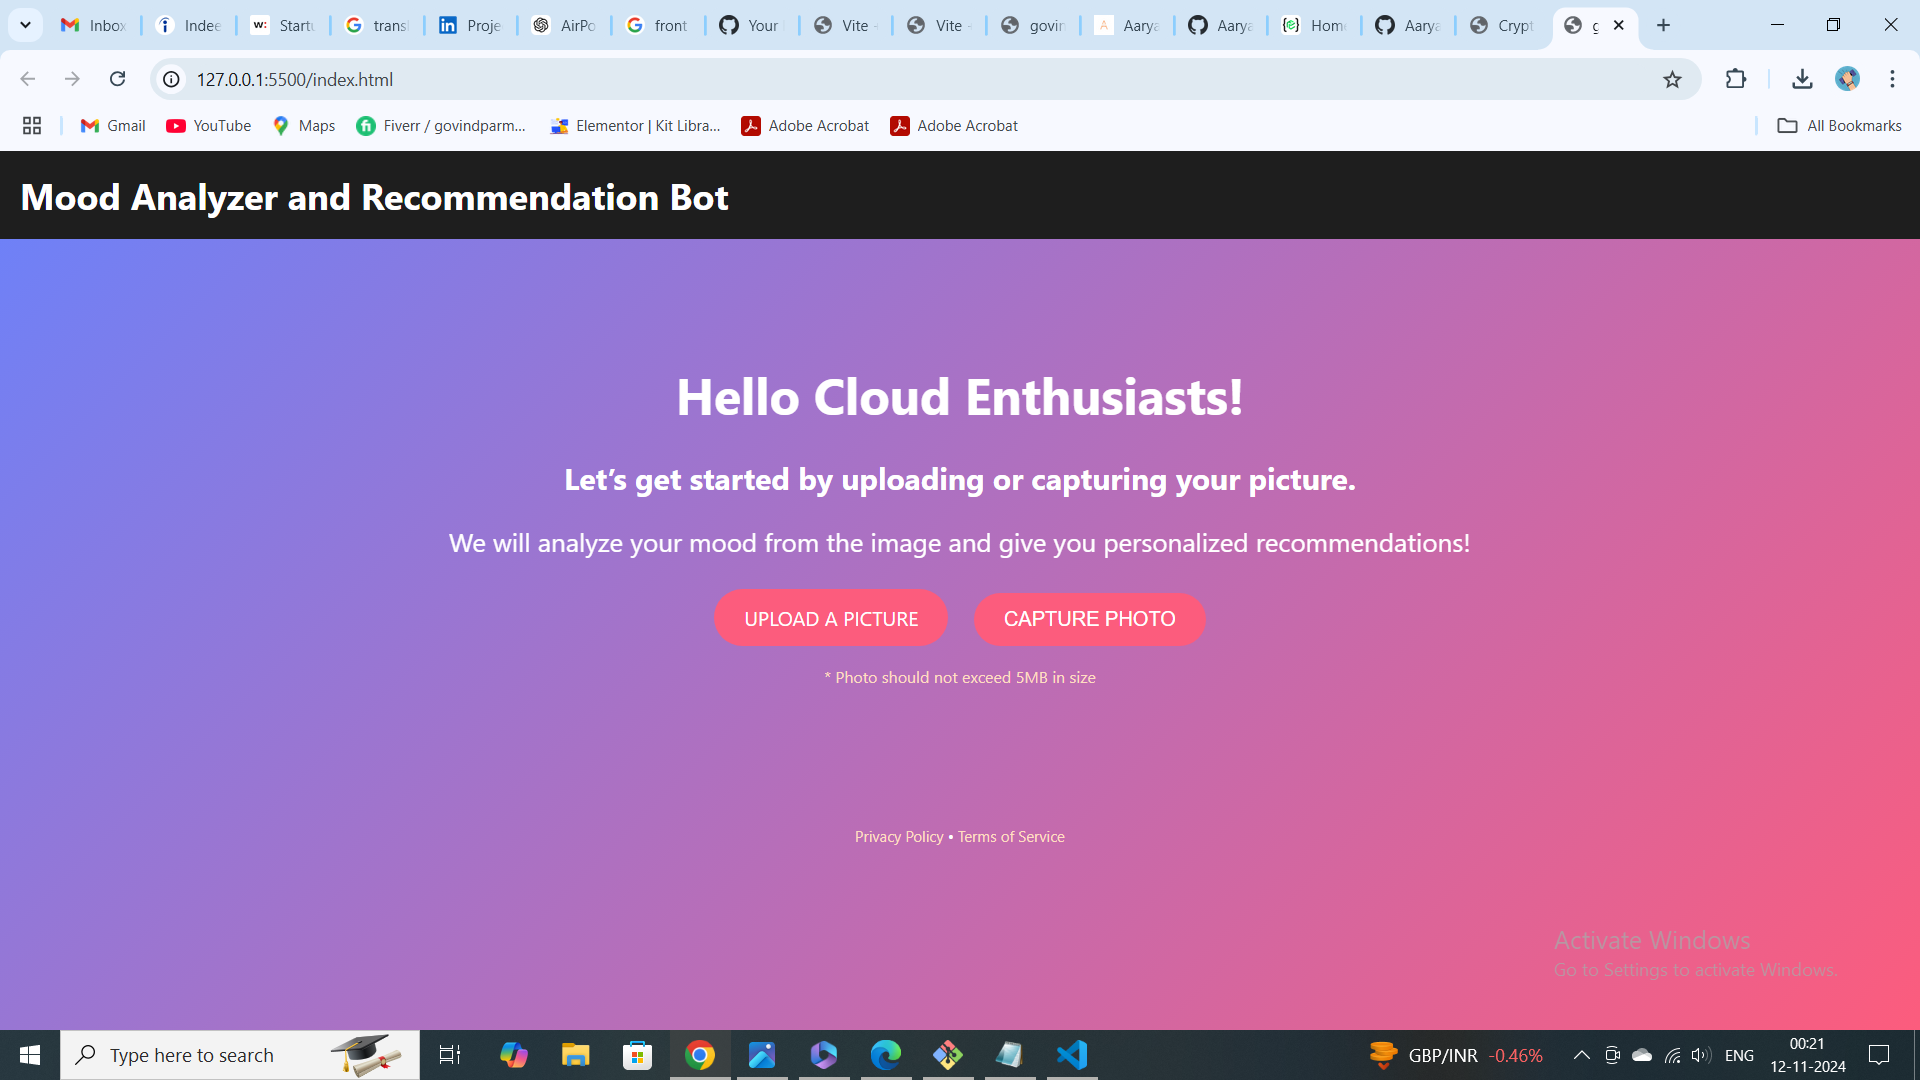 Inbox Indee Startu transl Proje AirPo front Your Vite - Vite - govin Aarya Aarya Home Aarya Crypt g
127.0.0.1:5500/index.html
Gmail YouTube Maps Fiverr / govindparm... Elementor | Kit Libra... Adobe Acrobat Adobe Acrobat All Bookmarks
Mood Analyzer and Recommendation Bot
Hello Cloud Enthusiasts!
Let’s get started by uploading or capturing your picture.
We will analyze your mood from the image and give you personalized recommendations!
UPLOAD A PICTURE CAPTURE PHOTO
* Photo should not exceed 5MB in size
Privacy Policy • Terms of Service
Activate Windows
Go to Settings to activate Windows.
Type here to search GBP/INR -0.46% ENG 00:21
12-11-2024